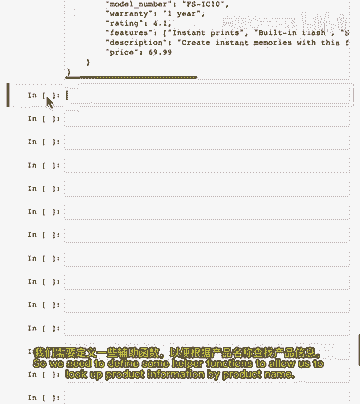 "model_number": "FS-IC10",
"warranty": "1 year",
"rating": 4.1,
"features": ["Instant prints", "Built-in flash", "S
"description": "Create instant memories with this f
"price": 69.99
}
}
In [ ]:
In [ ]:
In [ ]:
In [ ]:
In [ ]:
In [ ]:
In [ ]:
In [ ]:
In [ ]:
In [ ]:
In [ ]:
我们需要定义一些辅助函数，以便根据产品名称查找产品信息。
So we need to define some helper functions to allow us to
In [ ]:
look up product information by product name.
In [ ]: